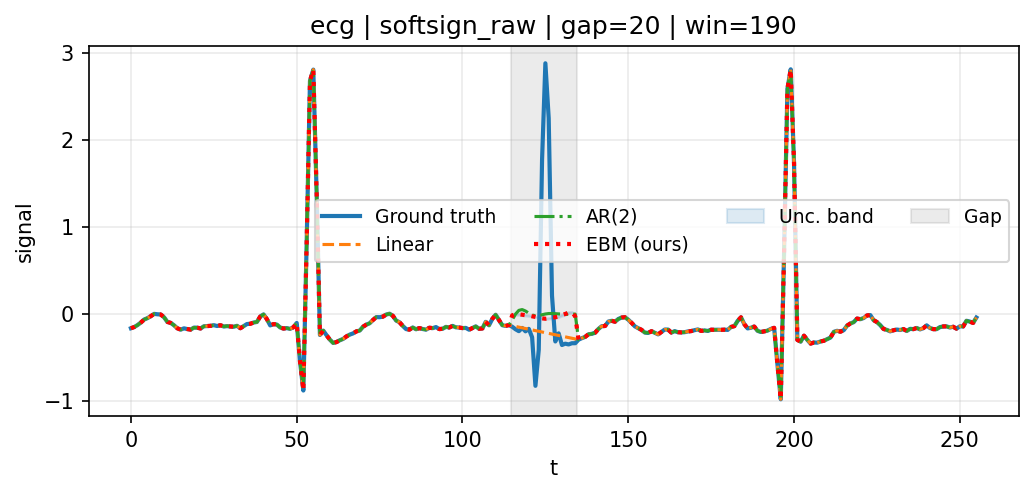 ecg | softsign_raw | gap=20 | win=190
3
2
1
0
−1
signal
Ground truth
Linear
AR(2)
EBM (ours)
Unc. band
Gap
0
50
100
150
200
250
t